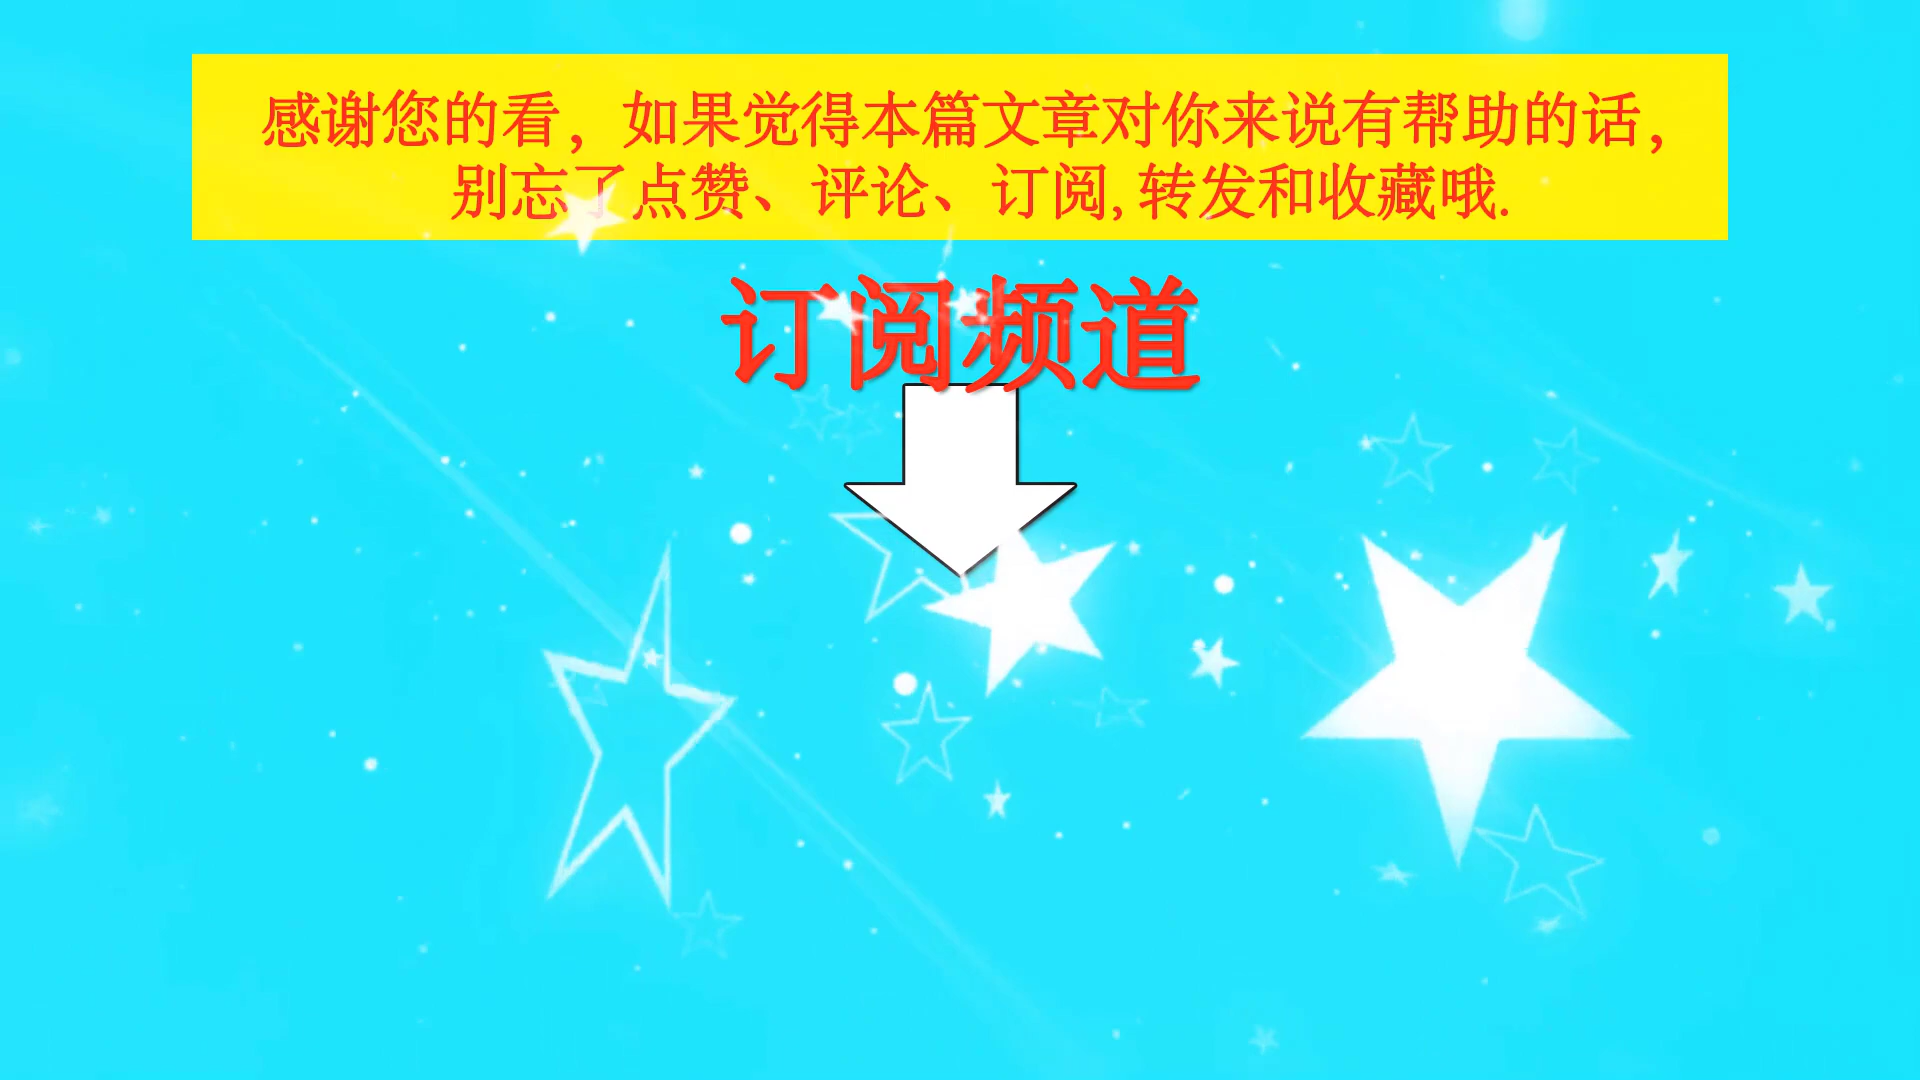 感谢您的看，如果觉得本篇文章对你来说有帮助的话，
别忘了点赞、评论、订阅,转发和收藏哦.
订阅频道